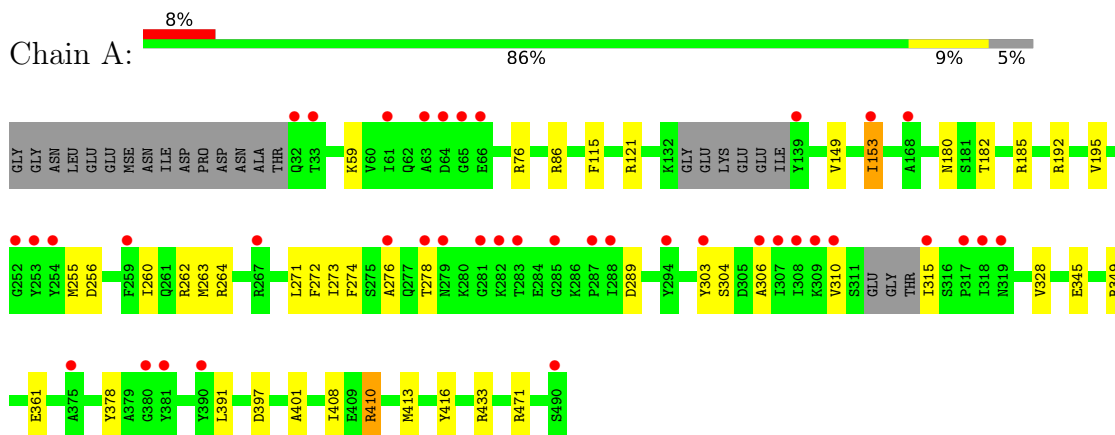 8%
Chain A:
86% 9% 5%
GLY GLY ASN LEU GLU GLU MSE ASN ILE ASP PRO ASP ASN ALA THR Q32 T33 K59 V60 I61 Q62 A63 D64 G65 E66 R76 R86 F115 R121 K132 GLY GLU LYS GLU GLU ILE Y139 V149 I153 A168 N180 S181 T182 R185 R192 V195
G252 Y253 Y254 M255 D256 F259 I260 Q261 R262 M263 R264 R267 L271 F272 I273 F274 S275 A276 Q277 T278 N279 K280 G281 K282 T283 E284 G285 K286 P287 I288 D289 Y294 Y303 S304 D305 A306 I307 I308 K309 V310 S311 GLU GLY THR I315 S316 P317 I318 N319 V328 E345
E361 A375 Y378 A379 G380 Y381 Y390 L391 D397 A401 I408 E409 R410 M413 Y416 R433 R471 S490